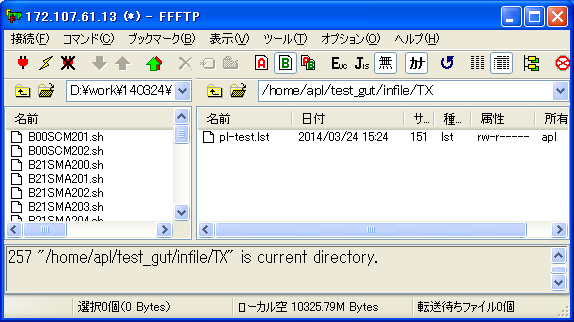 172.107.61.13 (*) - FFFTP
接続(F) コマンド(C) ブックマーク(B) 表示(V) ツール(T) オプション(O) ヘルプ(H)
A B EUC JIS 無 ｶﾅ
D:¥work¥140324¥ /home/apl/test_gut/infile/TX
名前 名前 日付 サ... 種... 属性 所有
B00SCM201.sh pl-test.lst 2014/03/24 15:24 151 lst rw-r----- apl
B00SCM202.sh
B21SMA200.sh
B21SMA201.sh
B21SMA202.sh
B21SMA203.sh
B21SMA204.sh
257 "/home/apl/test_gut/infile/TX" is current directory.
選択0個(0 Bytes) ローカル空 10325.79M Bytes 転送待ちファイル0個